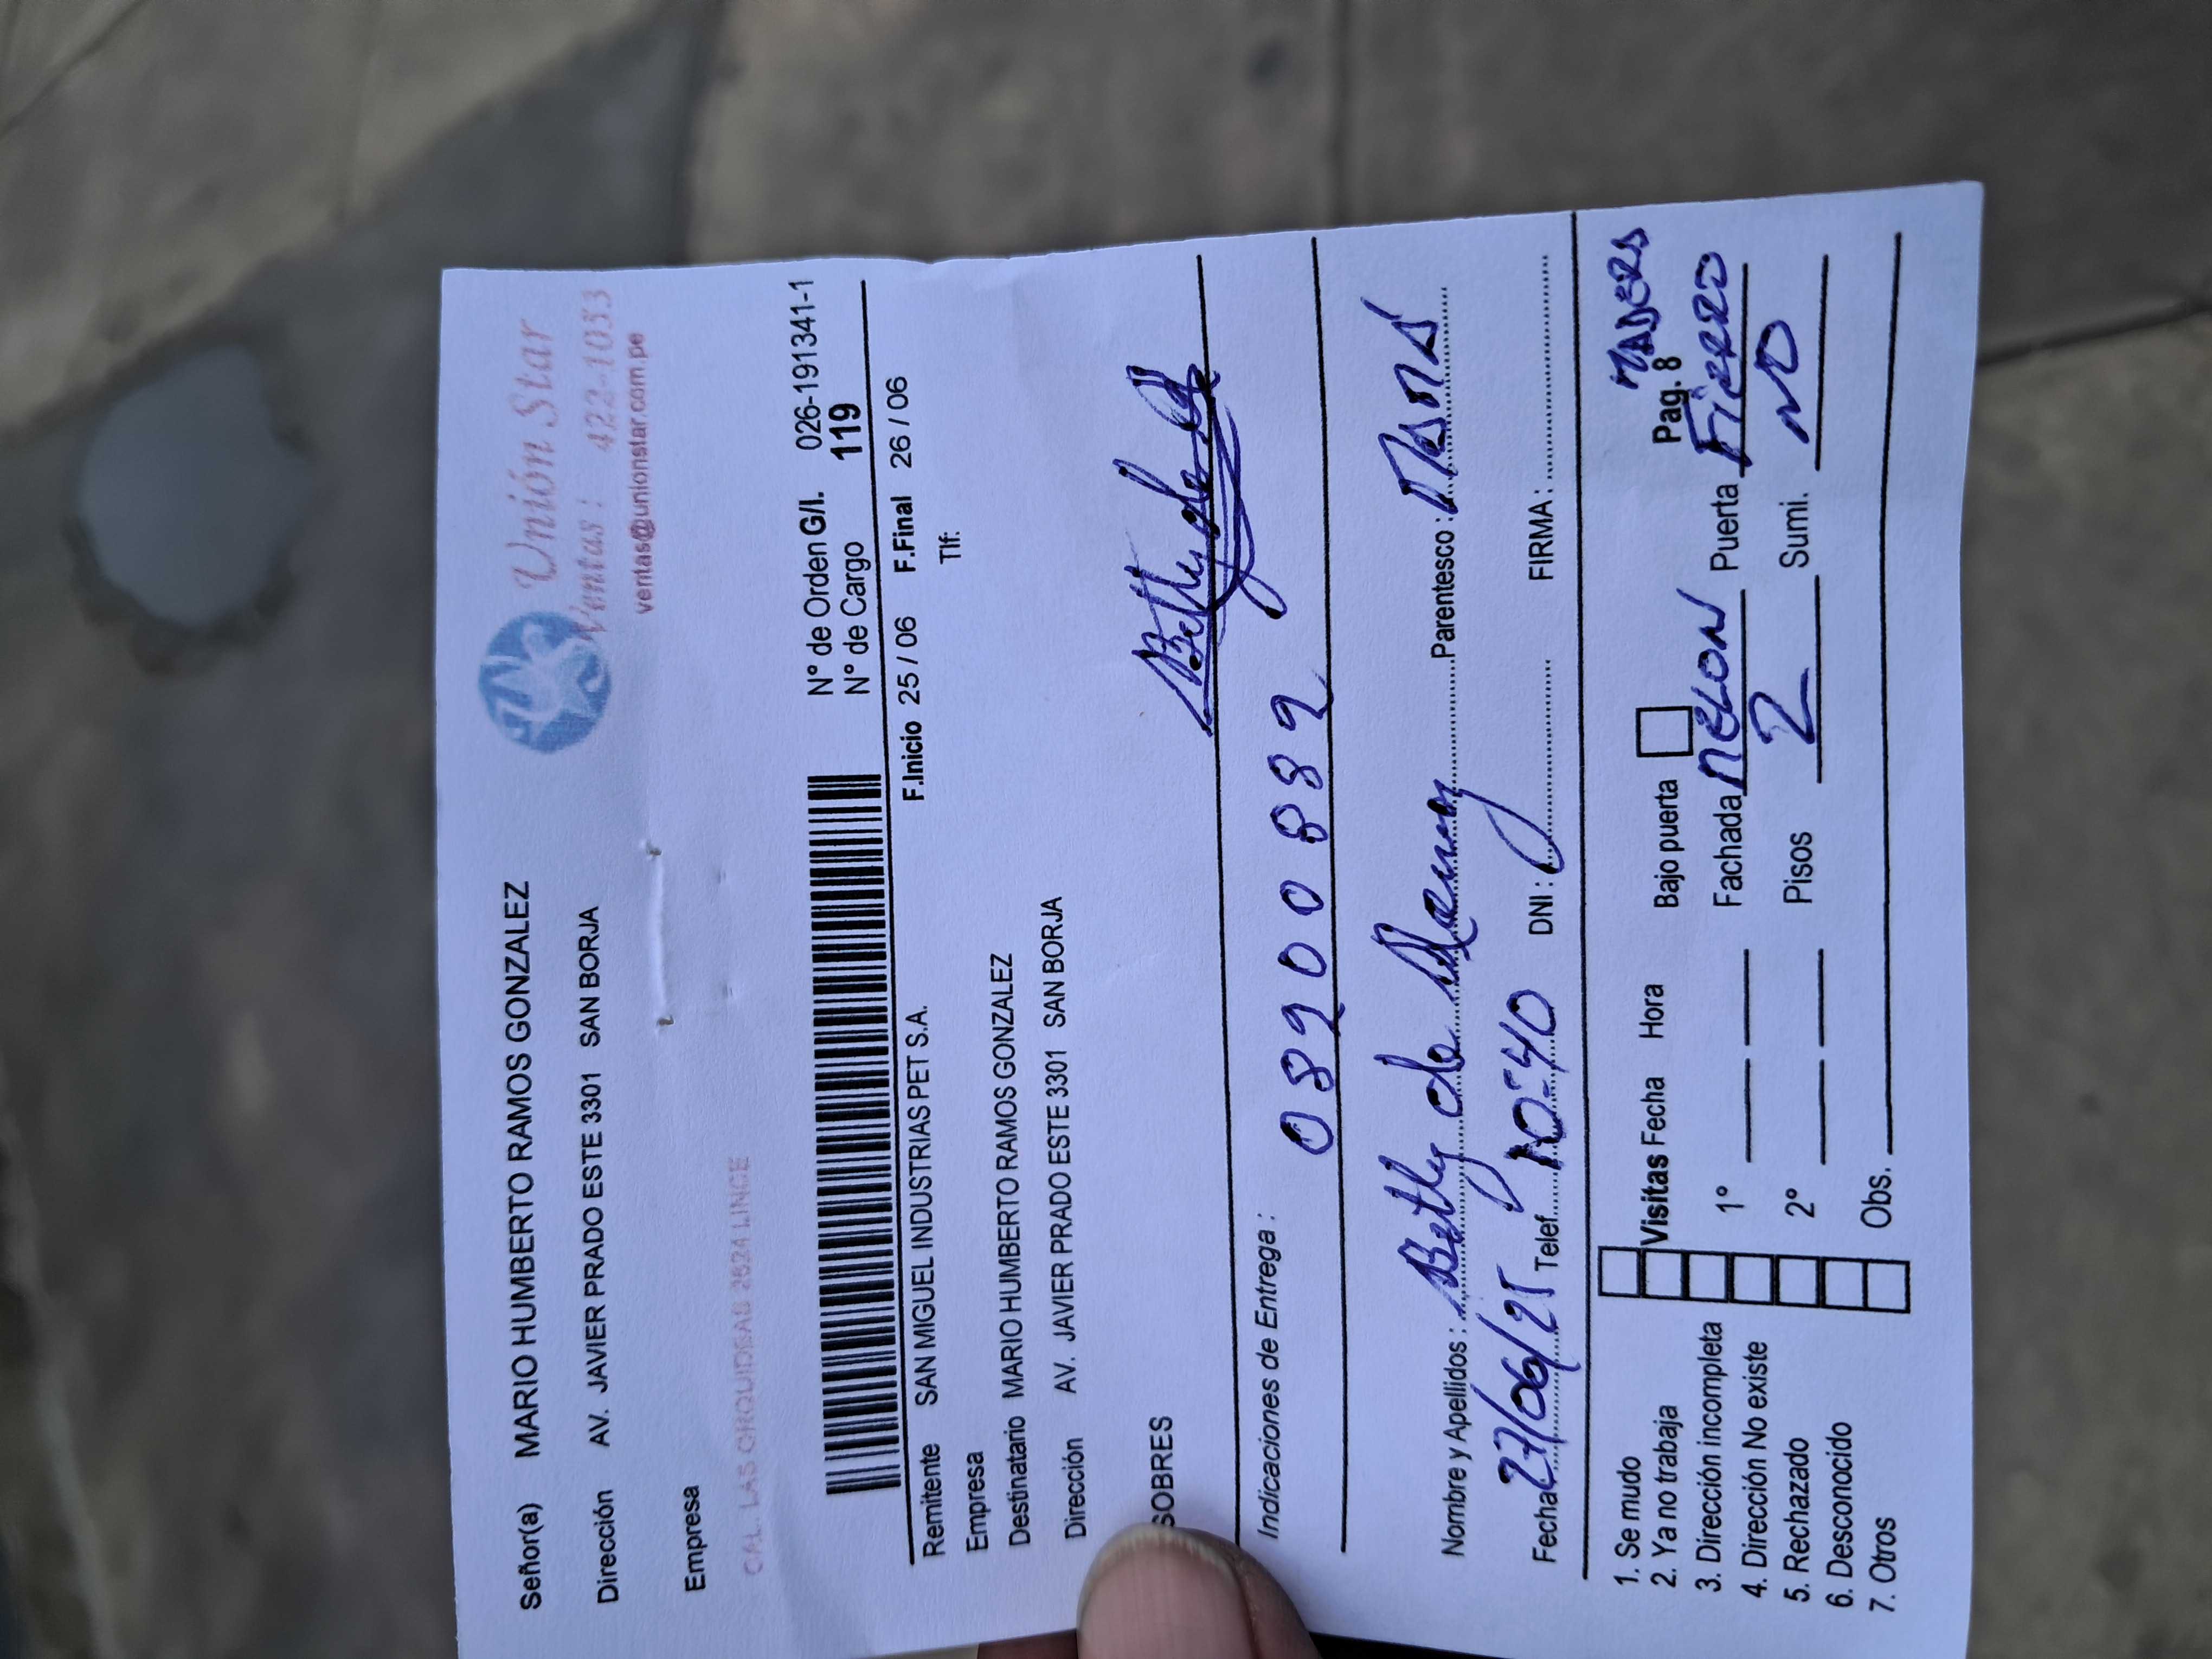 Señor(a) MARIO HUMBERTO RAMOS GONZALEZ
Unión Star
Dirección AV. JAVIER PRADO ESTE 3301 SAN BORJA
Ventas: 422-1053
ventas@unionstar.com.pe
Empresa
CAL. LAS ORQUIDEAS 2624 LINCE
N° de Orden G/I. 026-191341-1
N° de Cargo 119
Remitente SAN MIGUEL INDUSTRIAS PET S.A.
F.Inicio 25 / 06 F.Final 26 / 06
Empresa
Tlf:
Destinatario MARIO HUMBERTO RAMOS GONZALEZ
Dirección AV. JAVIER PRADO ESTE 3301 SAN BORJA
SOBRES
Betty de
Indicaciones de Entrega :
08200882
Nombre y Apellidos : Betty de Parentesco :
Fecha 27/06/25 Telef. 10:40 DNI : FIRMA :
1. Se mudo
2. Ya no trabaja
3. Dirección incompleta
4. Dirección No existe
5. Rechazado
6. Desconocido
7. Otros
Visitas Fecha Hora Bajo puerta Pag. 8 MADERA
1° Fachada MELON Puerta FIERRO
2° Pisos 2 Sumi. NO
Obs.